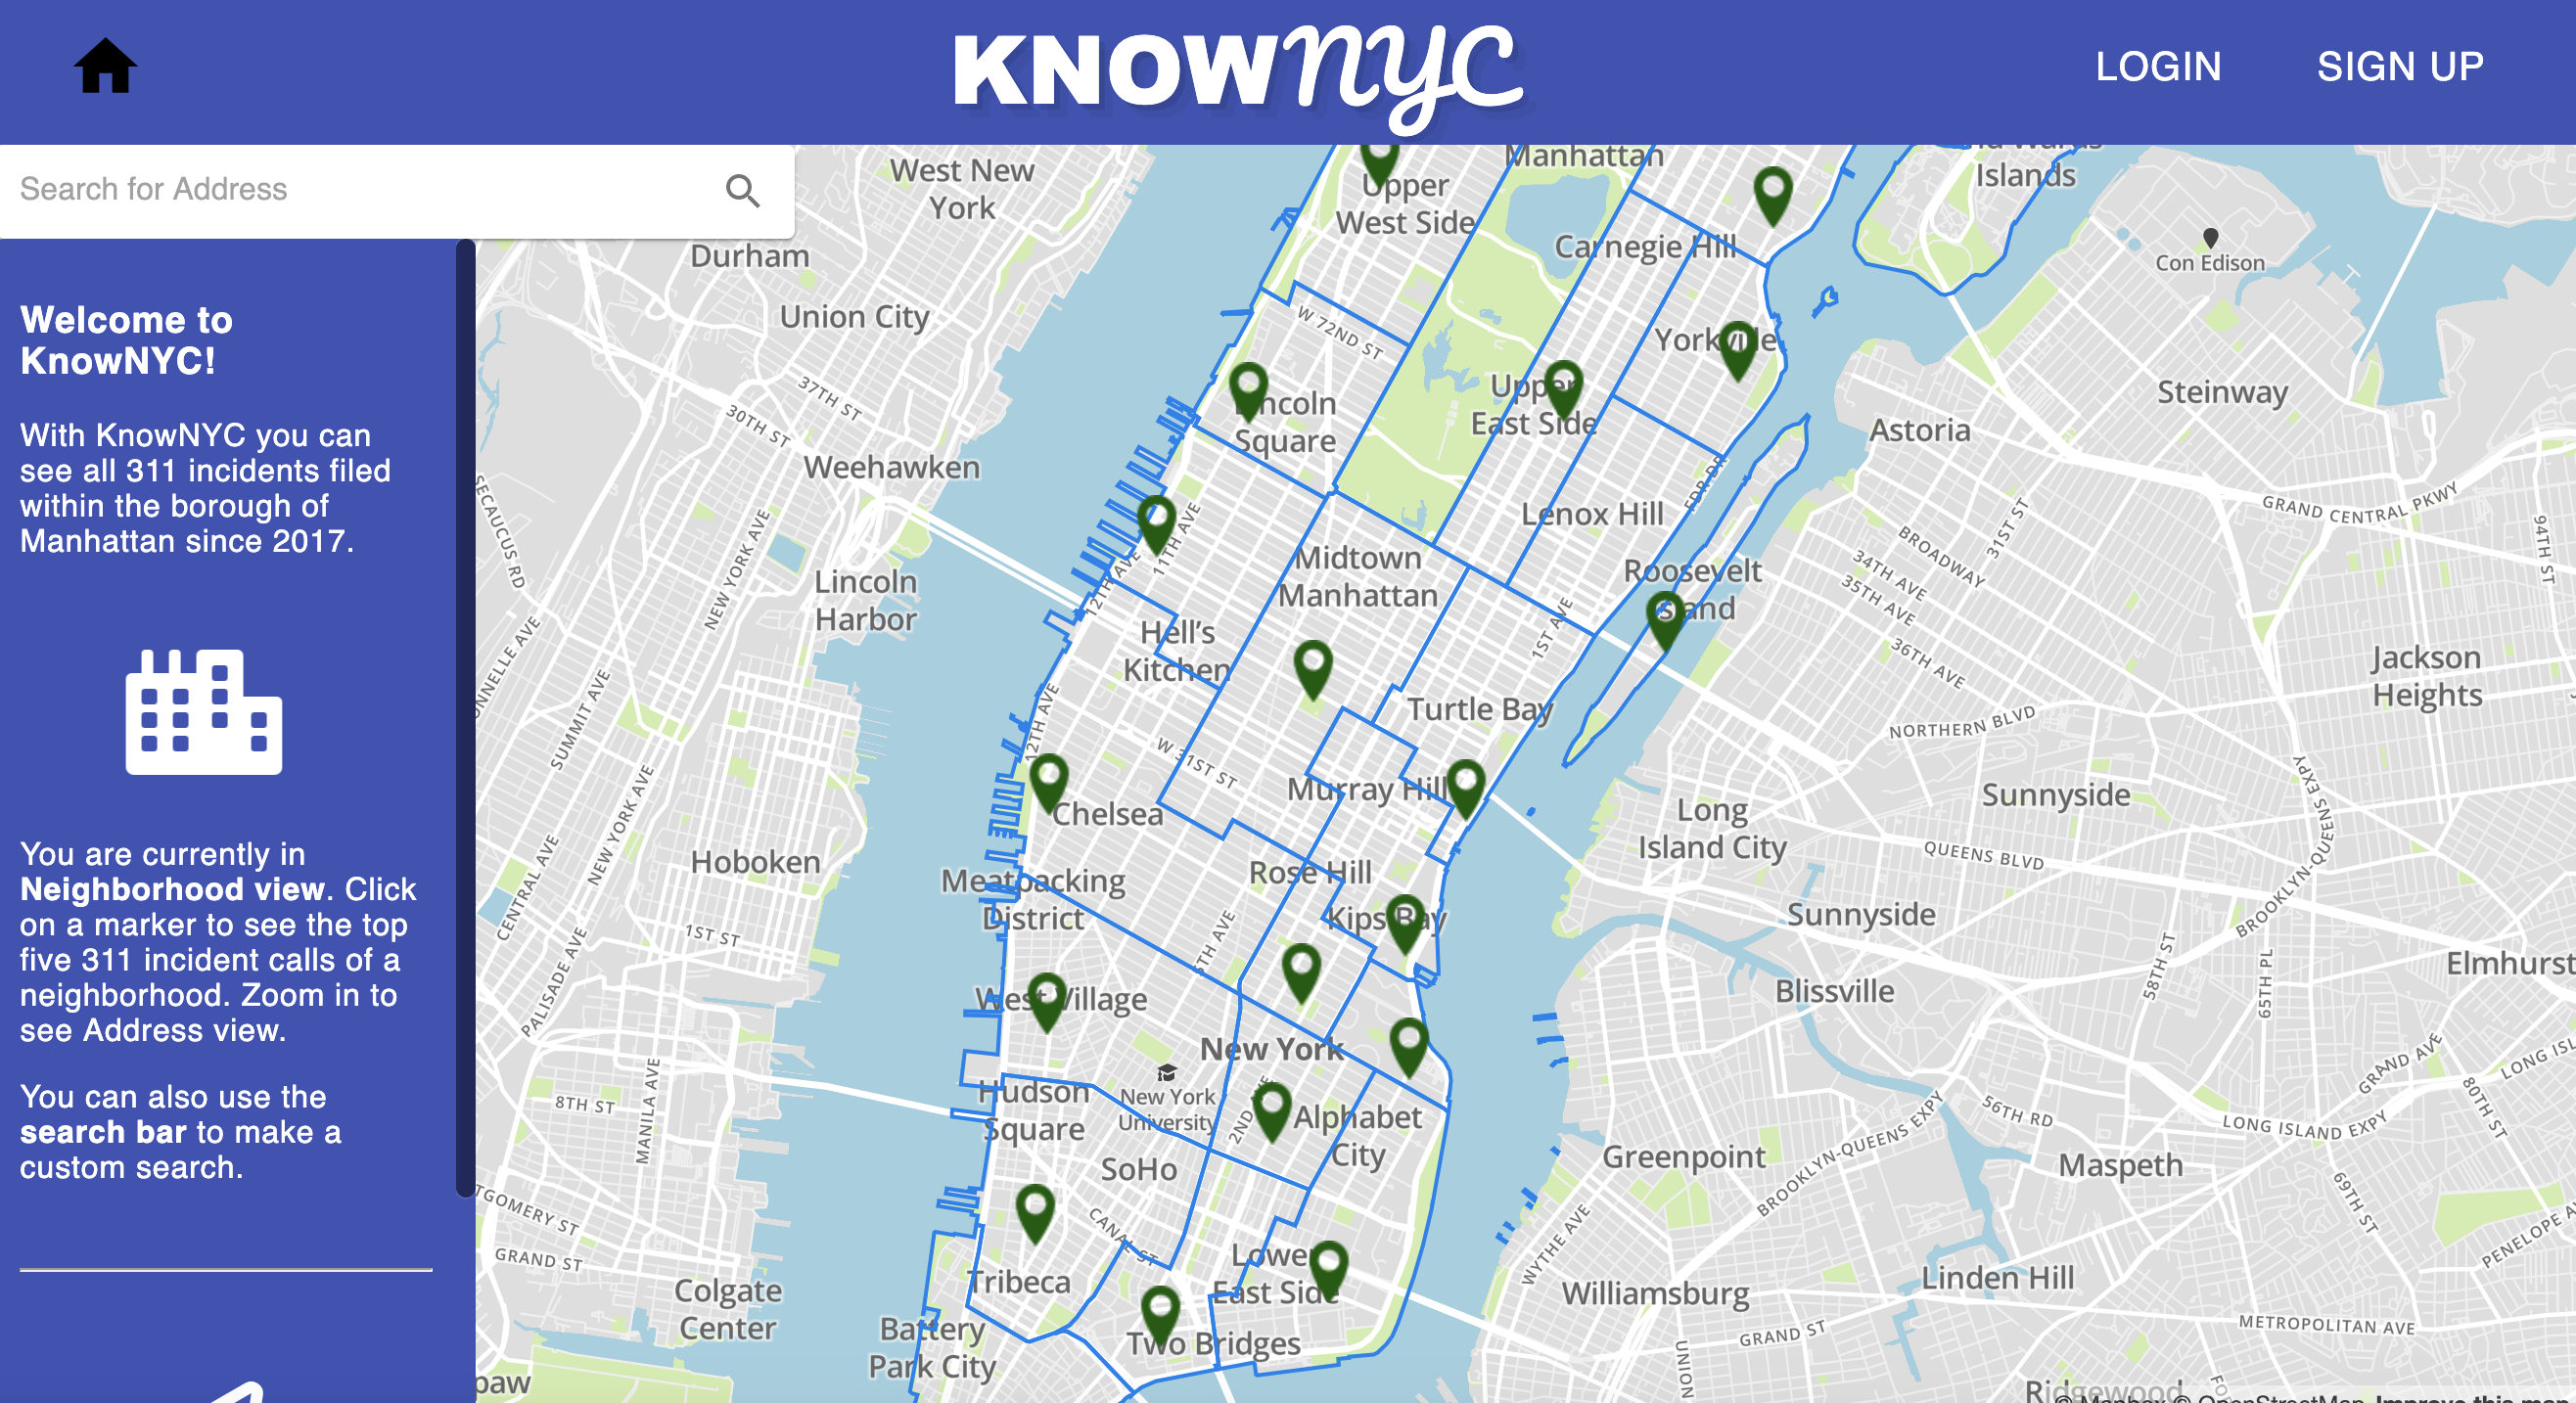 KNOWnyc
LOGIN
SIGN UP
Search for Address
Welcome to
KnowNYC!
With KnowNYC you can
see all 311 incidents filed
within the borough of
Manhattan since 2017.
You are currently in
Neighborhood view. Click
on a marker to see the top
five 311 incident calls of a
neighborhood. Zoom in to
see Address view.
You can also use the
search bar to make a
custom search.
West New
York
Durham
Union City
37TH ST
30TH ST
Weehawken
SECAUCUS RD
NEW YORK AVE
Lincoln
Harbor
SUMMIT AVE
NEW YORK AVE
CENTRAL AVE
Hoboken
1ST ST
PALISADE AVE
8TH ST
MANILA AVE
GRAND ST
Colgate
Center
Manhattan
Upper
West Side
Carnegie Hill
W 72ND ST
Yorkville
Lincoln
Square
Upper
East Side
11TH AVE
12TH AVE
Lenox Hill
FDR DR
Midtown
Manhattan
Roosevelt
Island
1ST AVE
Hell's
Kitchen
Turtle Bay
12TH AVE
W 31ST ST
Murray Hill
Chelsea
Rose Hill
Meatpacking
District
Kips Bay
5TH AVE
West Village
New York
Hudson
Square
New York
University
2ND AVE
Alphabet
City
SoHo
CANAL ST
Tribeca
Lower
East Side
Battery
Park City
Two Bridges
Islands
Con Edison
Steinway
Astoria
GRAND CENTRAL PKWY
94TH ST
31ST ST
BROADWAY
34TH AVE
35TH AVE
36TH AVE
Jackson
Heights
NORTHERN BLVD
Sunnyside
Long
Island City
QUEENS BLVD
BROOKLYN-QUEENS EXPY
Sunnyside
58TH ST
65TH PL
Elmhurst
Blissville
GRAND AVE
LONG ISL
80TH ST
56TH RD
LONG ISLAND EXPY
BROOKLYN-QUEENS EXPY
Greenpoint
Maspeth
69TH ST
PENELOPE A
WYTHE AVE
Williamsburg
Linden Hill
GRAND ST
METROPOLITAN AVE
UNION
Ridgewood
© Mapbox © OpenStreetMap Improve this map